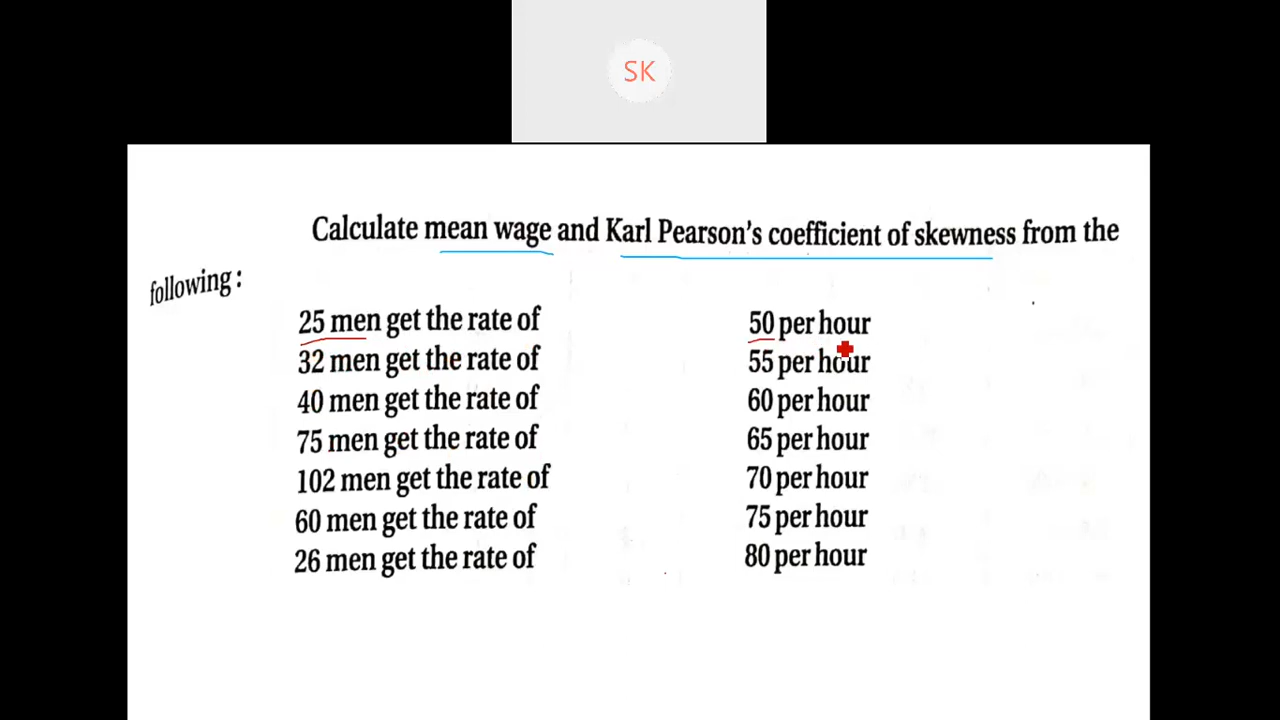 SK
Calculate mean wage and Karl Pearson's coefficient of skewness from the
following :
25 men get the rate of 50 per hour
32 men get the rate of 55 per hour
40 men get the rate of 60 per hour
75 men get the rate of 65 per hour
102 men get the rate of 70 per hour
60 men get the rate of 75 per hour
26 men get the rate of 80 per hour